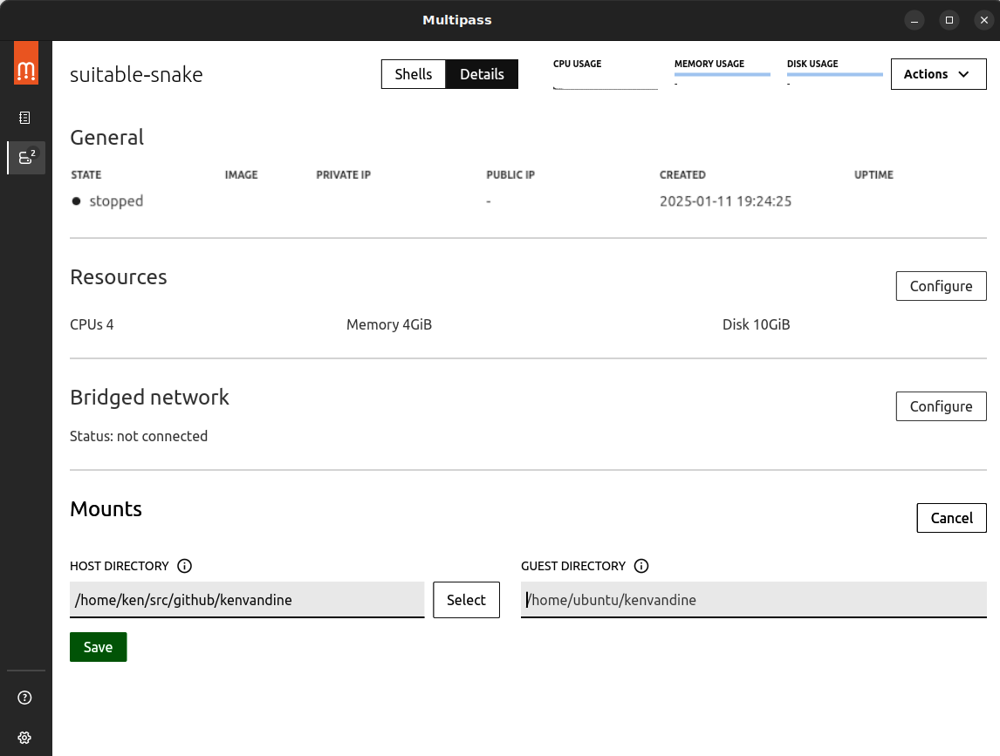 Multipass
suitable-snake
Shells
Details
CPU USAGE
MEMORY USAGE
-
DISK USAGE
-
Actions
2
General
STATE IMAGE PRIVATE IP PUBLIC IP CREATED UPTIME
stopped - 2025-01-11 19:24:25
Resources
Configure
CPUs 4 Memory 4GiB Disk 10GiB
Bridged network
Configure
Status: not connected
Mounts
Cancel
HOST DIRECTORY GUEST DIRECTORY
/home/ken/src/github/kenvandine Select /home/ubuntu/kenvandine
Save